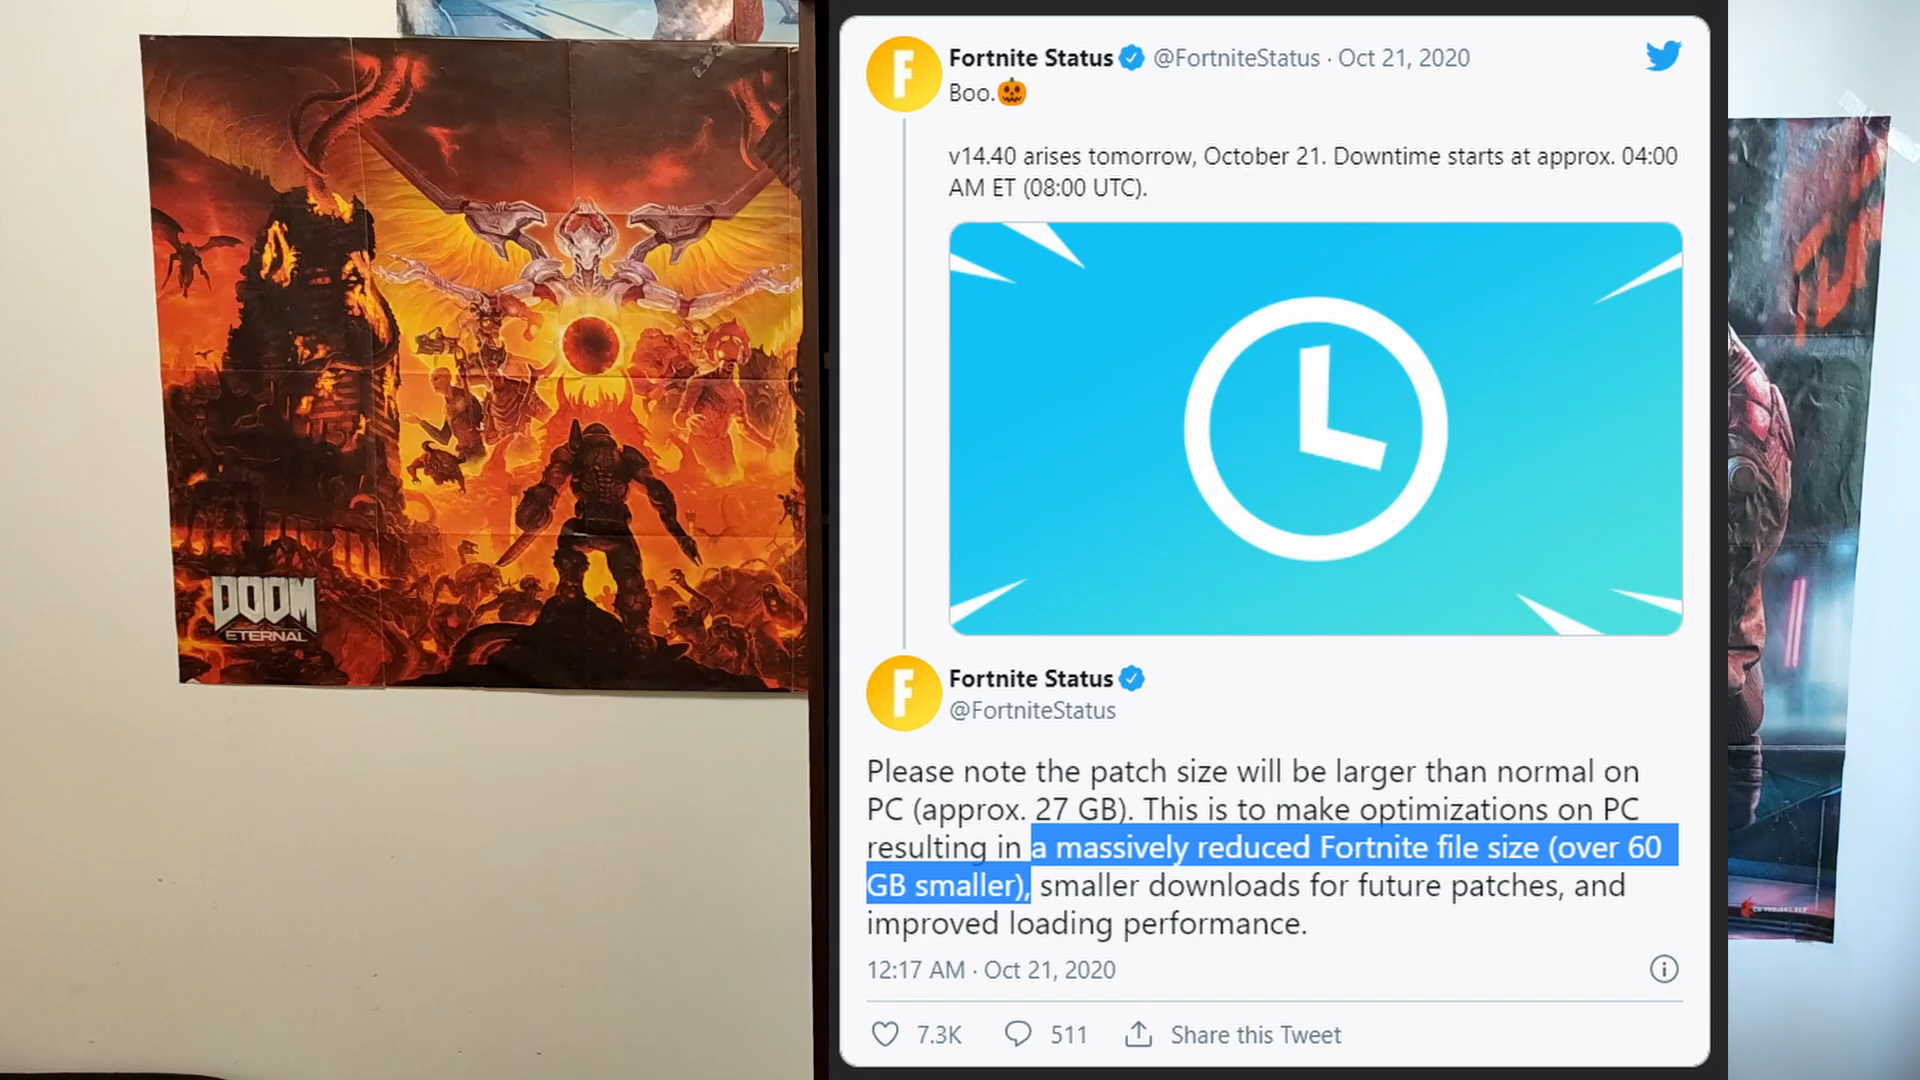 DOOM
ETERNAL
Fortnite Status @FortniteStatus · Oct 21, 2020
Boo.🎃
v14.40 arises tomorrow, October 21. Downtime starts at approx. 04:00
AM ET (08:00 UTC).
Fortnite Status
@FortniteStatus
Please note the patch size will be larger than normal on
PC (approx. 27 GB). This is to make optimizations on PC
resulting in a massively reduced Fortnite file size (over 60
GB smaller), smaller downloads for future patches, and
improved loading performance.
12:17 AM · Oct 21, 2020
7.3K 511 Share this Tweet
CD PROJEKT RED